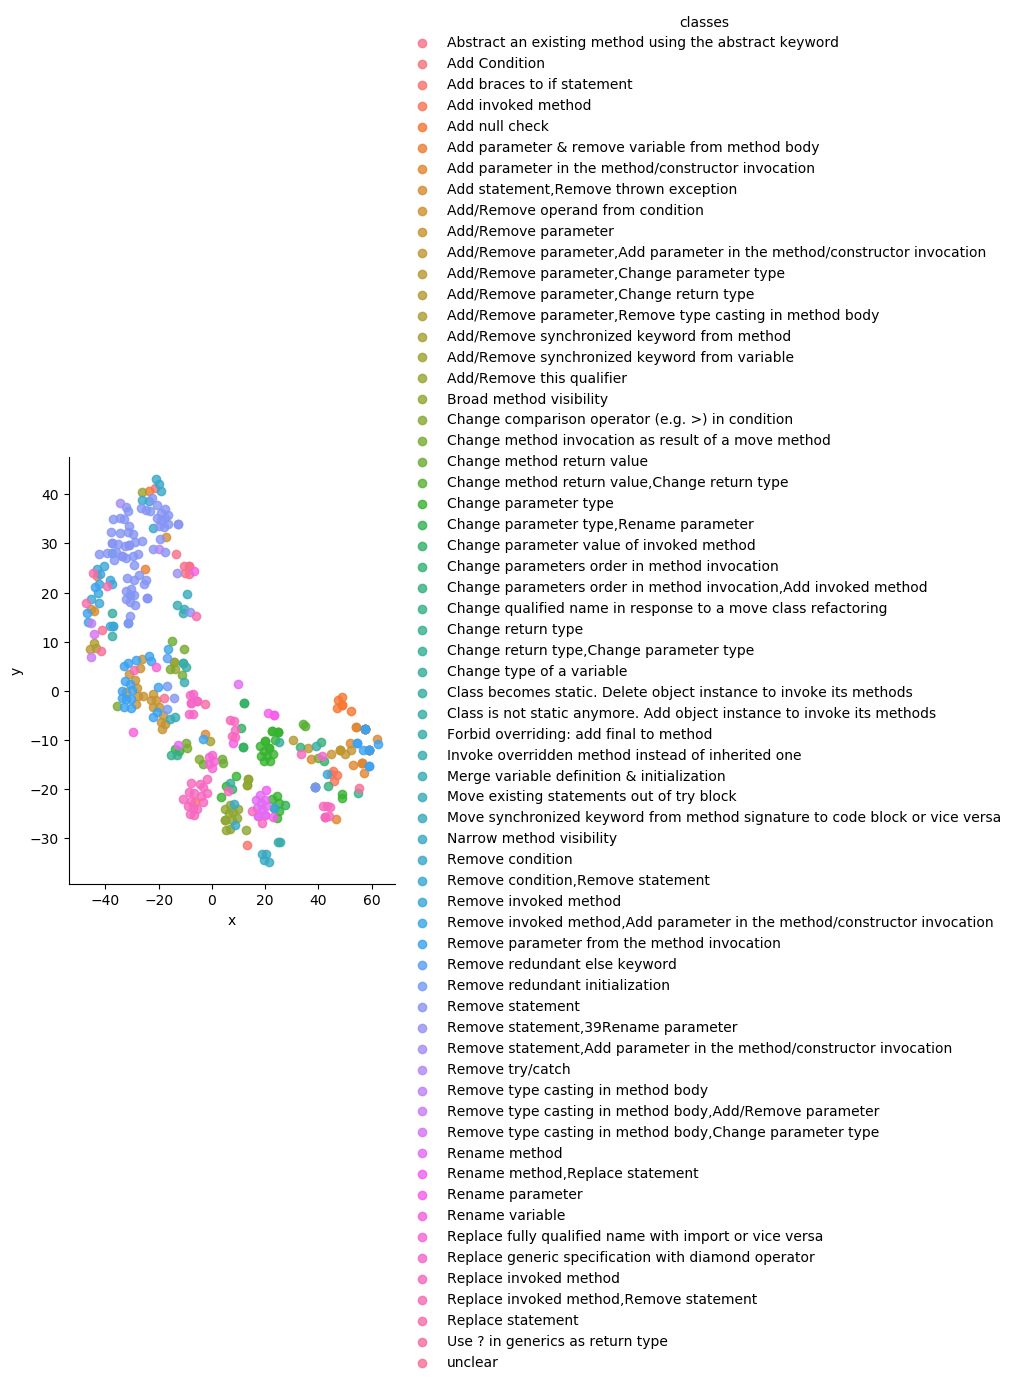 classes
Abstract an existing method using the abstract keyword
Add Condition
Add braces to if statement
Add invoked method
Add null check
Add parameter & remove variable from method body
Add parameter in the method/constructor invocation
Add statement,Remove thrown exception
Add/Remove operand from condition
Add/Remove parameter
Add/Remove parameter,Add parameter in the method/constructor invocation
Add/Remove parameter,Change parameter type
Add/Remove parameter,Change return type
Add/Remove parameter,Remove type casting in method body
Add/Remove synchronized keyword from method
Add/Remove synchronized keyword from variable
Add/Remove this qualifier
Broad method visibility
Change comparison operator (e.g. >) in condition
Change method invocation as result of a move method
Change method return value
Change method return value,Change return type
Change parameter type
Change parameter type,Rename parameter
Change parameter value of invoked method
Change parameters order in method invocation
Change parameters order in method invocation,Add invoked method
Change qualified name in response to a move class refactoring
Change return type
Change return type,Change parameter type
Change type of a variable
Class becomes static. Delete object instance to invoke its methods
Class is not static anymore. Add object instance to invoke its methods
Forbid overriding: add final to method
Invoke overridden method instead of inherited one
Merge variable definition & initialization
Move existing statements out of try block
Move synchronized keyword from method signature to code block or vice versa
Narrow method visibility
Remove condition
Remove condition,Remove statement
Remove invoked method
Remove invoked method,Add parameter in the method/constructor invocation
Remove parameter from the method invocation
Remove redundant else keyword
Remove redundant initialization
Remove statement
Remove statement,39Rename parameter
Remove statement,Add parameter in the method/constructor invocation
Remove try/catch
Remove type casting in method body
Remove type casting in method body,Add/Remove parameter
Remove type casting in method body,Change parameter type
Rename method
Rename method,Replace statement
Rename parameter
Rename variable
Replace fully qualified name with import or vice versa
Replace generic specification with diamond operator
Replace invoked method
Replace invoked method,Remove statement
Replace statement
Use ? in generics as return type
unclear
40
30
20
10
0
−10
−20
−30
y
−40 −20 0 20 40 60
x